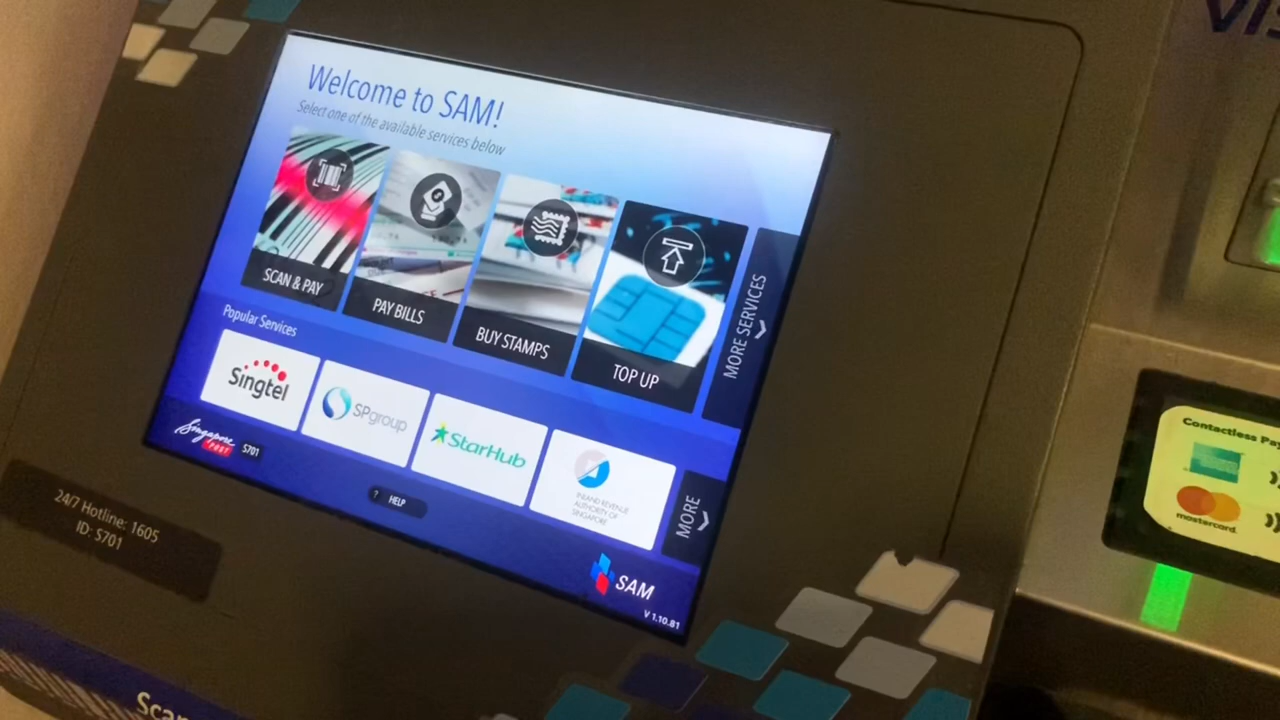 Welcome to SAM!
Select one of the available services below
SCAN & PAY
PAY BILLS
BUY STAMPS
TOP UP
MORE SERVICES
Popular Services
Singtel
SPgroup
StarHub
INLAND REVENUE
AUTHORITY OF
SINGAPORE
MORE
Singapore
POST
S701
? HELP
SAM
V 1.10.81
24/7 Hotline: 1605
ID: S701
Contactless Pay
mastercard